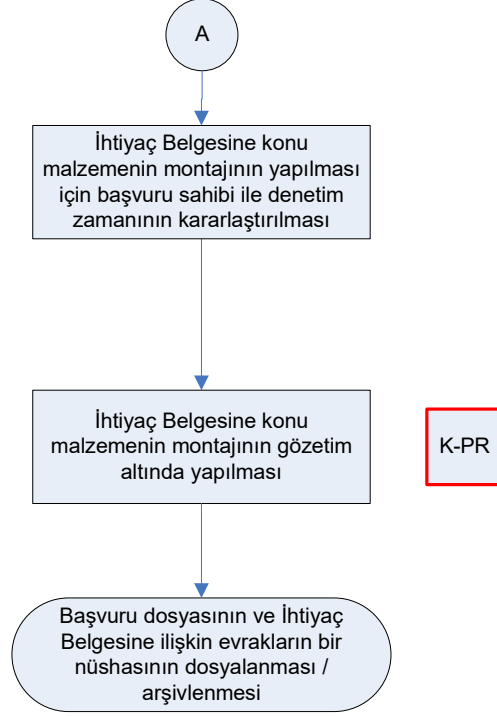 A
İhtiyaç Belgesine konu
malzemenin montajının yapılması
için başvuru sahibi ile denetim
zamanının kararlaştırılması
İhtiyaç Belgesine konu
malzemenin montajının gözetim
altında yapılması
K-PR
Başvuru dosyasının ve İhtiyaç
Belgesine ilişkin evrakların bir
nüshasının dosyalanması /
arşivlenmesi